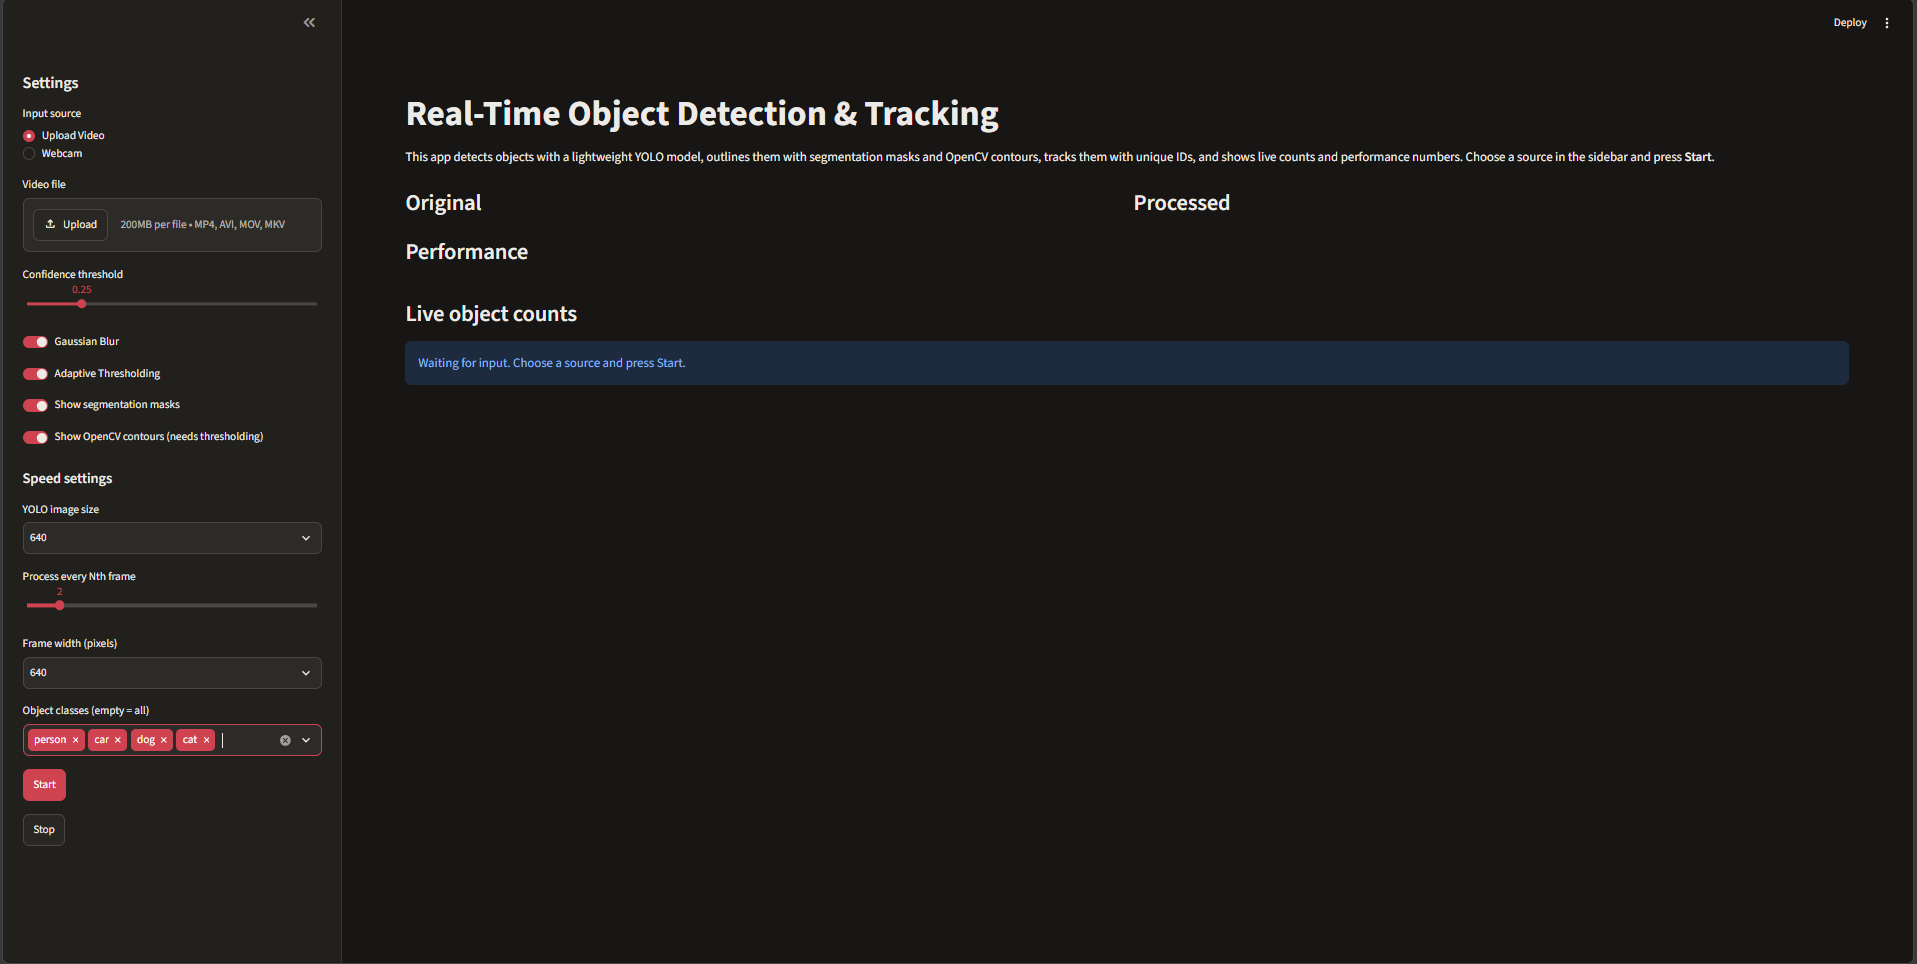 Deploy
Settings
Input source
Upload Video
Webcam
Video file
Upload 200MB per file • MP4, AVI, MOV, MKV
Confidence threshold
0.25
Gaussian Blur
Adaptive Thresholding
Show segmentation masks
Show OpenCV contours (needs thresholding)
Speed settings
YOLO image size
640
Process every Nth frame
2
Frame width (pixels)
640
Object classes (empty = all)
person × car × dog × cat ×
Start
Stop
Real-Time Object Detection & Tracking
This app detects objects with a lightweight YOLO model, outlines them with segmentation masks and OpenCV contours, tracks them with unique IDs, and shows live counts and performance numbers. Choose a source in the sidebar and press Start.
Original Processed
Performance
Live object counts
Waiting for input. Choose a source and press Start.